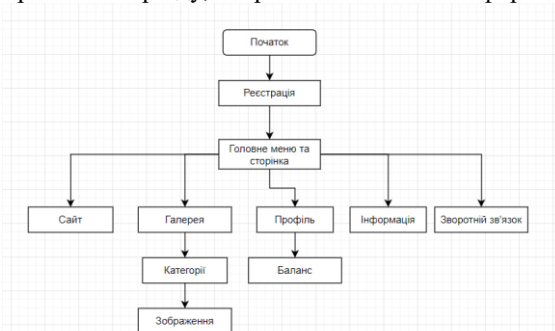 Початок
Реєстрація
Головне меню та
сторінка
Сайт
Галерея
Профіль
Інформація
Зворотній зв'язок
Категорії
Баланс
Зображення